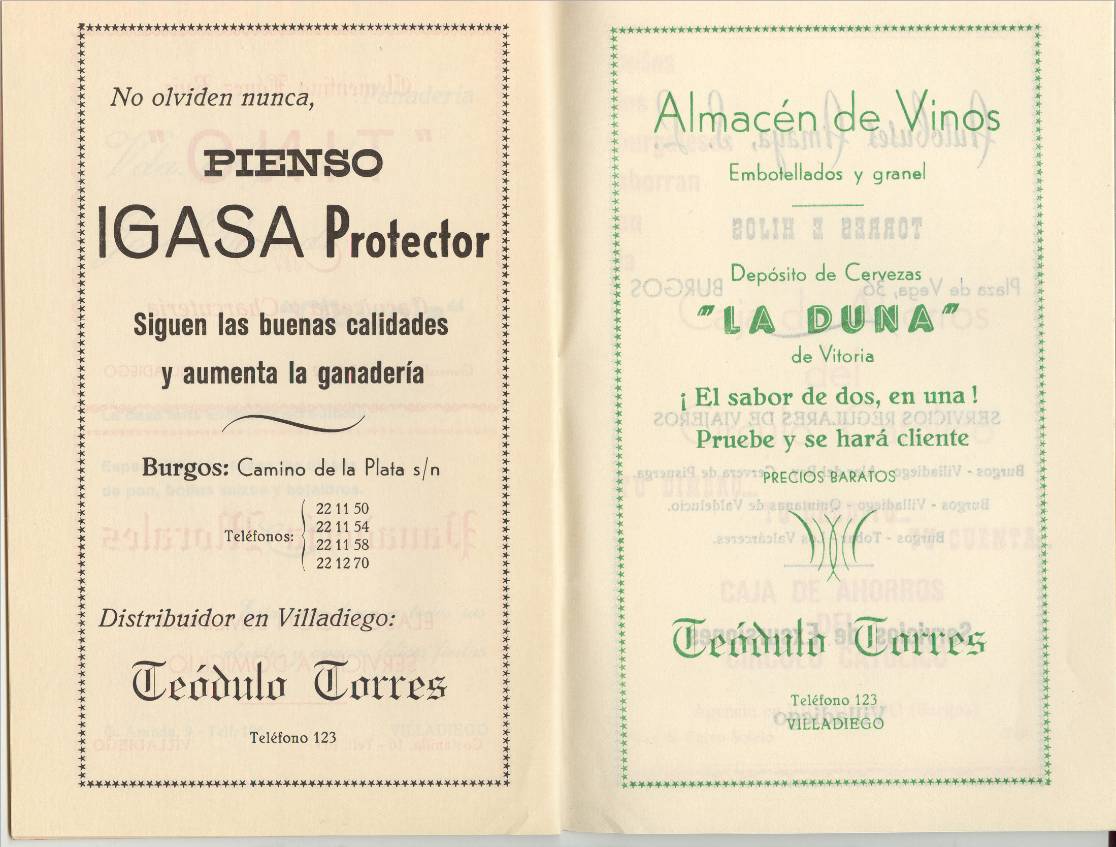 No olviden nunca,
PIENSO
IGASA Protector
Siguen las buenas calidades
y aumenta la ganadería
Burgos: Camino de la Plata s/n
Teléfonos:
22 11 50
22 11 54
22 11 58
22 12 70
Distribuidor en Villadiego:
Teódulo Torres
Teléfono 123
Almacén de Vinos
Embotellados y granel
Depósito de Cervezas
"LA DUNA"
de Vitoria
¡ El sabor de dos, en una !
Pruebe y se hará cliente
PRECIOS BARATOS
Teódulo Torres
Teléfono 123
VILLADIEGO